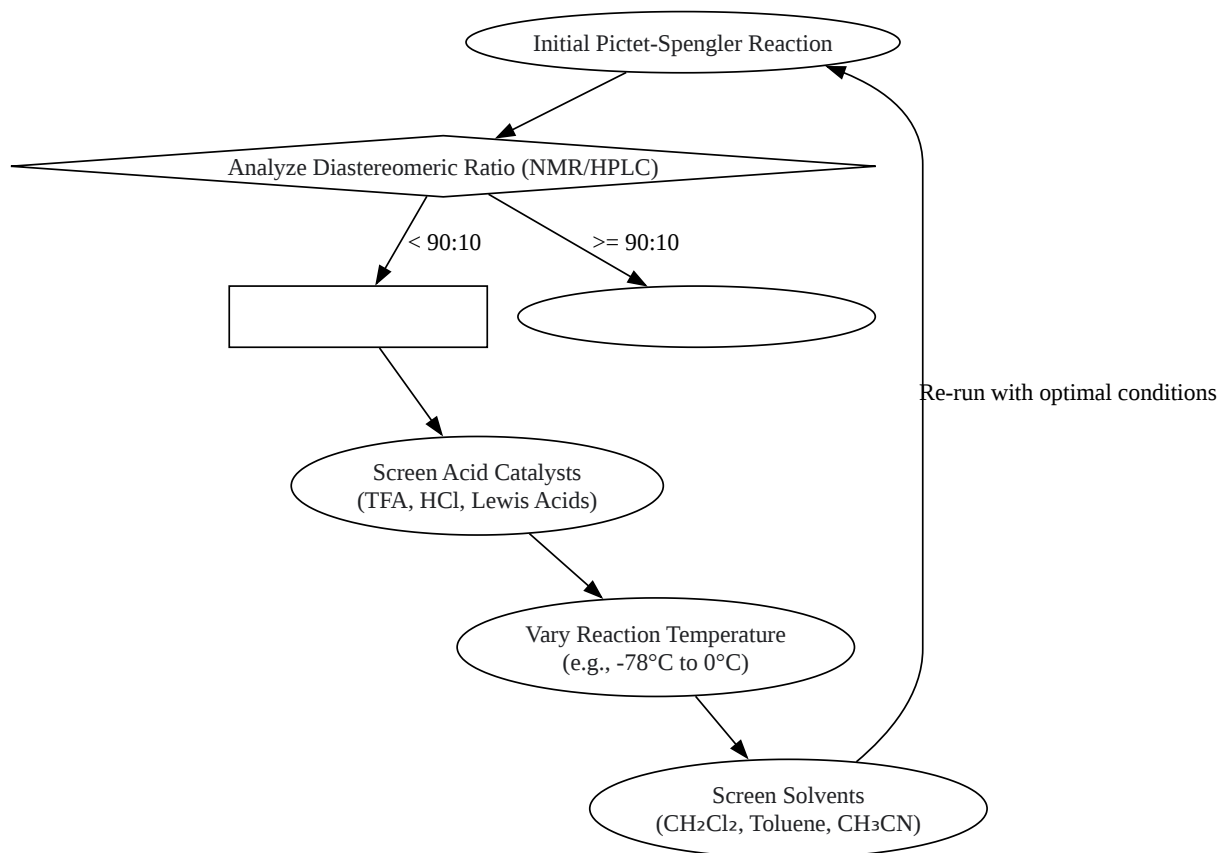 Initial Pictet-Spengler Reaction
Analyze Diastereomeric Ratio (NMR/HPLC)
< 90:10
>= 90:10
Re-run with optimal conditions
Screen Acid Catalysts
(TFA, HCl, Lewis Acids)
Vary Reaction Temperature
(e.g., -78°C to 0°C)
Screen Solvents
(CH₂Cl₂, Toluene, CH₃CN)